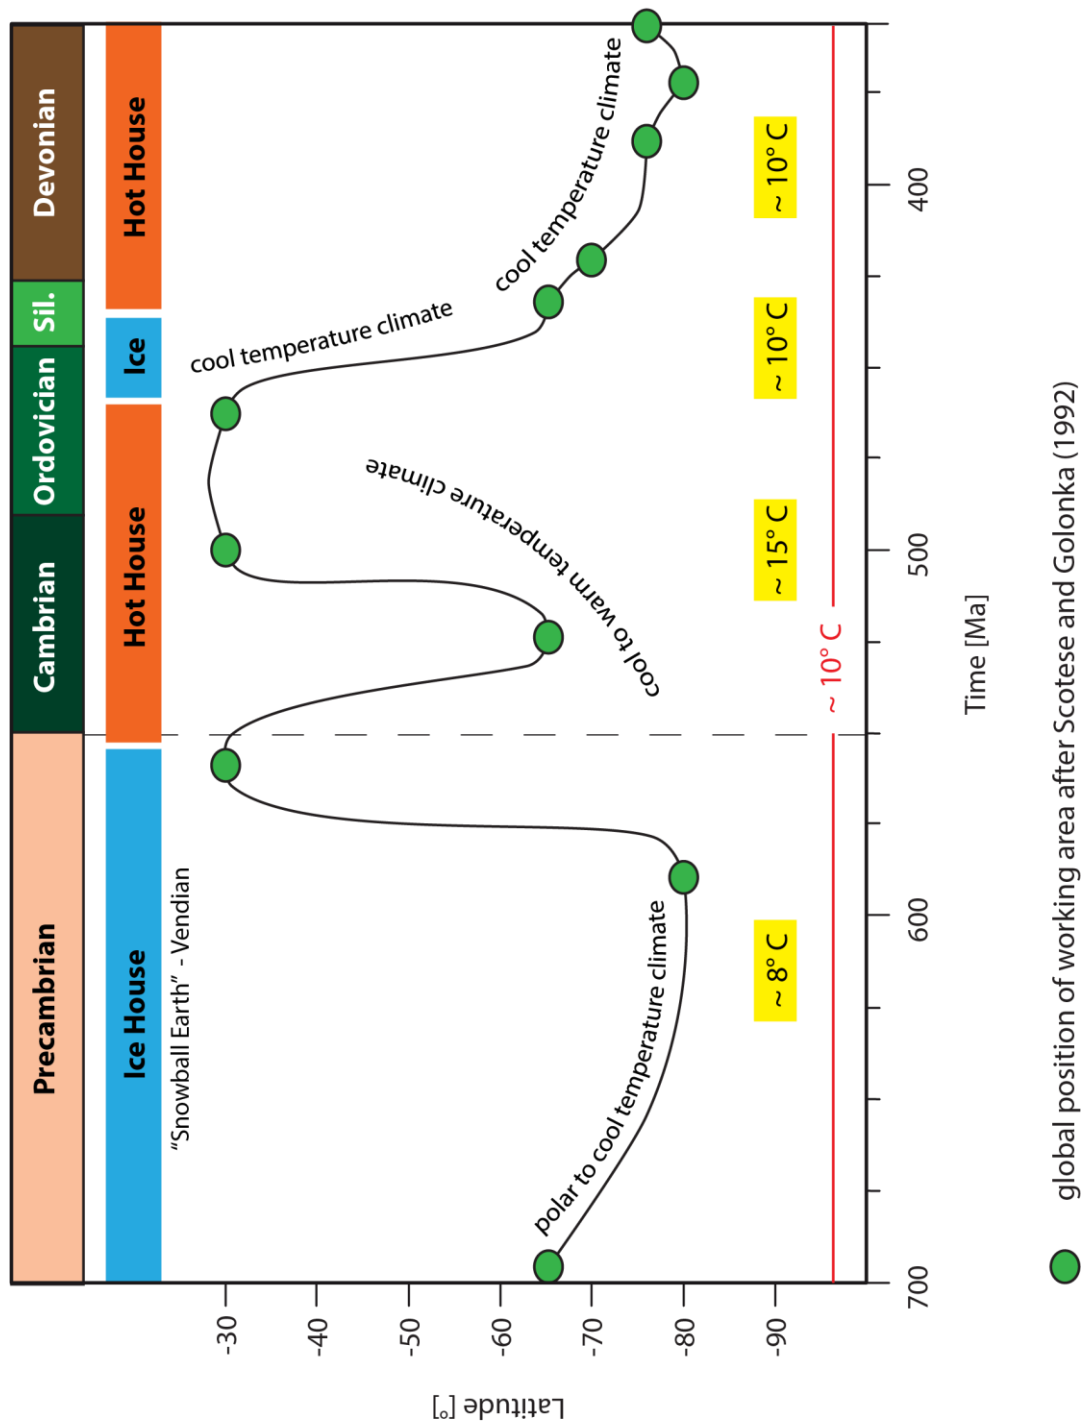 Precambrian
Cambrian
Ordovician
Sil.
Devonian
Ice House
Hot House
Ice
Hot House
"Snowball Earth" - Vendian
polar to cool temperature climate
cool to warm temperature climate
cool temperature climate
cool temperature climate
~ 8° C
~ 15° C
~ 10° C
~ 10° C
~ 10° C
Latitude [°]
-30
-40
-50
-60
-70
-80
-90
700
600
500
400
Time [Ma]
global position of working area after Scotese and Golonka (1992)